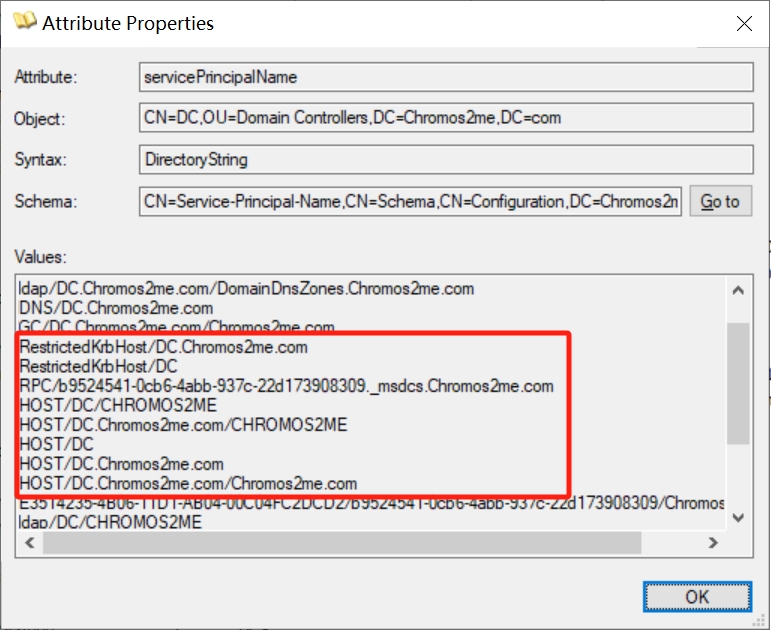 Attribute Properties
Attribute: servicePrincipalName
Object: CN=DC,OU=Domain Controllers,DC=Chromos2me,DC=com
Syntax: DirectoryString
Schema: CN=Service-Principal-Name,CN=Schema,CN=Configuration,DC=Chromos2m Go to
Values:
ldap/DC.Chromos2me.com/DomainDnsZones.Chromos2me.com
DNS/DC.Chromos2me.com
GC/DC.Chromos2me.com/Chromos2me.com
RestrictedKrbHost/DC.Chromos2me.com
RestrictedKrbHost/DC
RPC/b9524541-0cb6-4abb-937c-22d173908309._msdcs.Chromos2me.com
HOST/DC/CHROMOS2ME
HOST/DC.Chromos2me.com/CHROMOS2ME
HOST/DC
HOST/DC.Chromos2me.com
HOST/DC.Chromos2me.com/Chromos2me.com
E3514235-4B06-11D1-AB04-00C04FC2DCD2/b9524541-0cb6-4abb-937c-22d173908309/Chromos
ldap/DC/CHROMOS2ME
OK